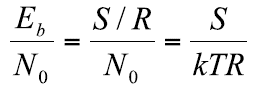 E_b / N_0 = (S / R) / N_0 = S / (kTR)